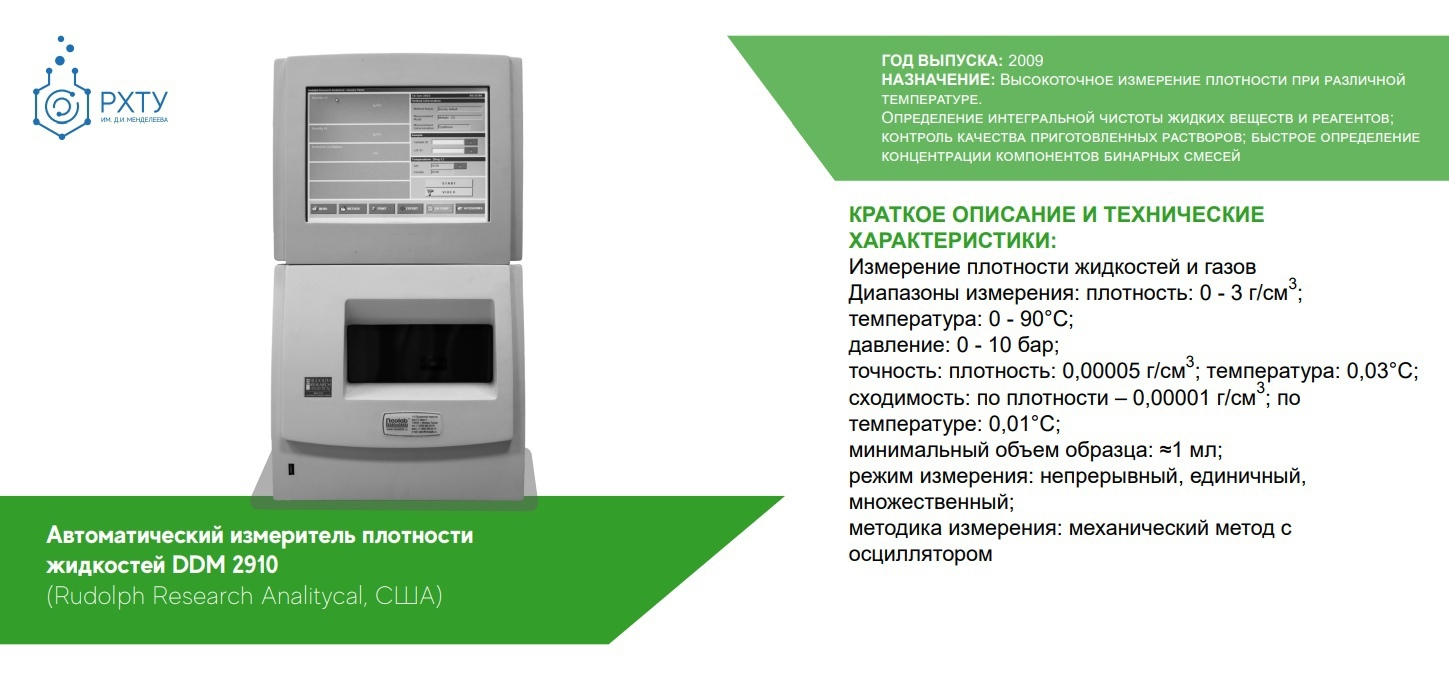 РХТУ
ИМ. Д.И. МЕНДЕЛЕЕВА
START
VIDEO
Neolab
Автоматический измеритель плотности
жидкостей DDM 2910
(Rudolph Research Analitycal, США)
ГОД ВЫПУСКА: 2009
НАЗНАЧЕНИЕ: Высокоточное измерение плотности при различной
температуре.
Определение интегральной чистоты жидких веществ и реагентов;
контроль качества приготовленных растворов; быстрое определение
концентрации компонентов бинарных смесей
КРАТКОЕ ОПИСАНИЕ И ТЕХНИЧЕСКИЕ
ХАРАКТЕРИСТИКИ:
Измерение плотности жидкостей и газов
Диапазоны измерения: плотность: 0 - 3 г/см³;
температура: 0 - 90°С;
давление: 0 - 10 бар;
точность: плотность: 0,00005 г/см³; температура: 0,03°С;
сходимость: по плотности – 0,00001 г/см³; по
температуре: 0,01°С;
минимальный объем образца: ≈1 мл;
режим измерения: непрерывный, единичный,
множественный;
методика измерения: механический метод с
осциллятором